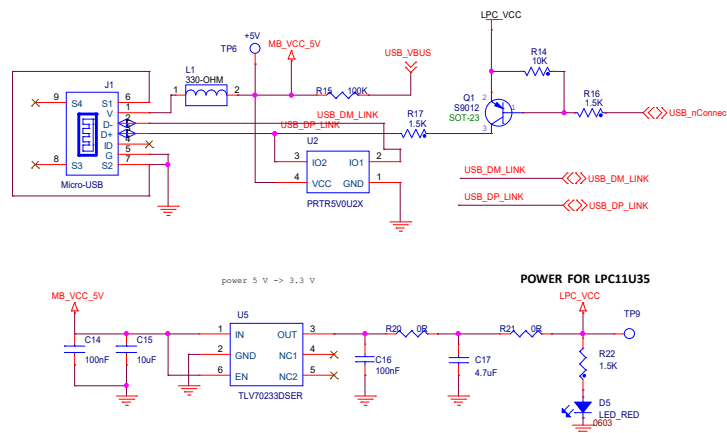 LPC_VCC
+5V
MB_VCC_5V
TP6
USB_VBUS
R14
10K
L1
330-OHM
J1
R15 100K
Q1
S9012
SOT-23
R16
1.5K
USB_nConnec
9 S4 S1 6
V 1
D- 2
D+ 3
ID 4
G 5
8 S3 S2 7
Micro-USB
1 2
USB_DM_LINK
USB_DP_LINK
R17
1.5K
2
1
3
U2
3 IO2 IO1 2
4 VCC GND 1
PRTR5V0U2X
USB_DM_LINK USB_DM_LINK
USB_DP_LINK USB_DP_LINK
power 5 V -> 3.3 V
POWER FOR LPC11U35
MB_VCC_5V
LPC_VCC
U5
1 IN OUT 3
2 GND NC1 4
6 EN NC2 5
TLV70233DSER
C14
100nF
C15
10uF
R20 0R
R21 0R
TP9
C16
100nF
C17
4.7uF
R22
1.5K
D5
LED_RED
0603